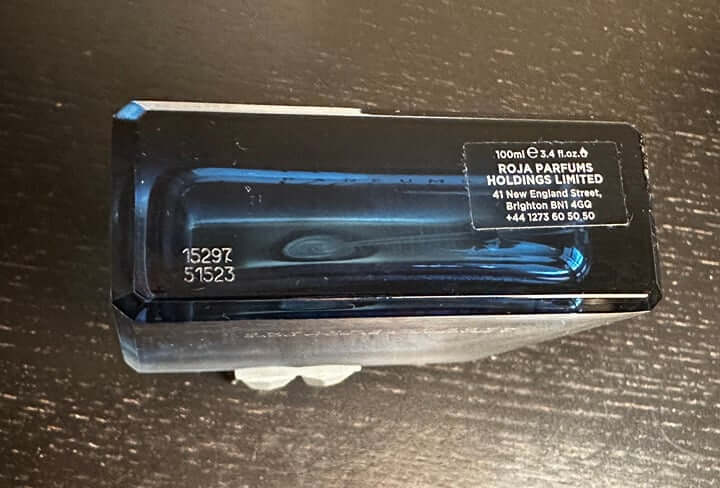 100ml ℮ 3.4 fl.oz.
ROJA PARFUMS
HOLDINGS LIMITED
41 New England Street,
Brighton BN1 4GQ
+44 1273 60 50 50
15297
51523